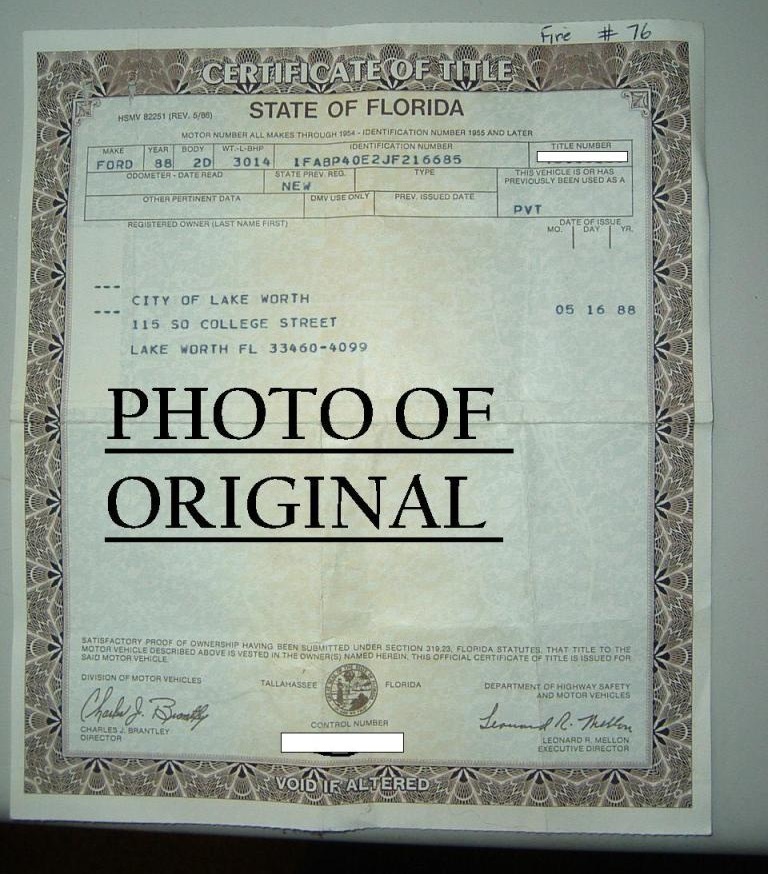 Fire # 76
CERTIFICATE OF TITLE
HSMV 82251 (REV. 5/86)
STATE OF FLORIDA
MOTOR NUMBER ALL MAKES THROUGH 1954 - IDENTIFICATION NUMBER 1955 AND LATER
MAKE YEAR BODY WT.-L-BHP IDENTIFICATION NUMBER TITLE NUMBER
FORD 88 2D 3014 1FABP40E2JF216685
ODOMETER - DATE READ STATE PREV. REG. TYPE THIS VEHICLE IS OR HAS
PREVIOUSLY BEEN USED AS A
NEW
OTHER PERTINENT DATA DMV USE ONLY PREV. ISSUED DATE
PVT
REGISTERED OWNER (LAST NAME FIRST) DATE OF ISSUE
MO. DAY YR.
---
CITY OF LAKE WORTH 05 16 88
---
115 SO COLLEGE STREET
LAKE WORTH FL 33460-4099
PHOTO OF
ORIGINAL
SATISFACTORY PROOF OF OWNERSHIP HAVING BEEN SUBMITTED UNDER SECTION 319.23, FLORIDA STATUTES, THAT TITLE TO THE
MOTOR VEHICLE DESCRIBED ABOVE IS VESTED IN THE OWNER(S) NAMED HEREIN, THIS OFFICIAL CERTIFICATE OF TITLE IS ISSUED FOR
SAID MOTOR VEHICLE.
DIVISION OF MOTOR VEHICLES TALLAHASSEE FLORIDA DEPARTMENT OF HIGHWAY SAFETY
AND MOTOR VEHICLES
Charles J. Brantley Leonard R. Mellon
CONTROL NUMBER
CHARLES J. BRANTLEY LEONARD R. MELLON
DIRECTOR EXECUTIVE DIRECTOR
VOID IF ALTERED